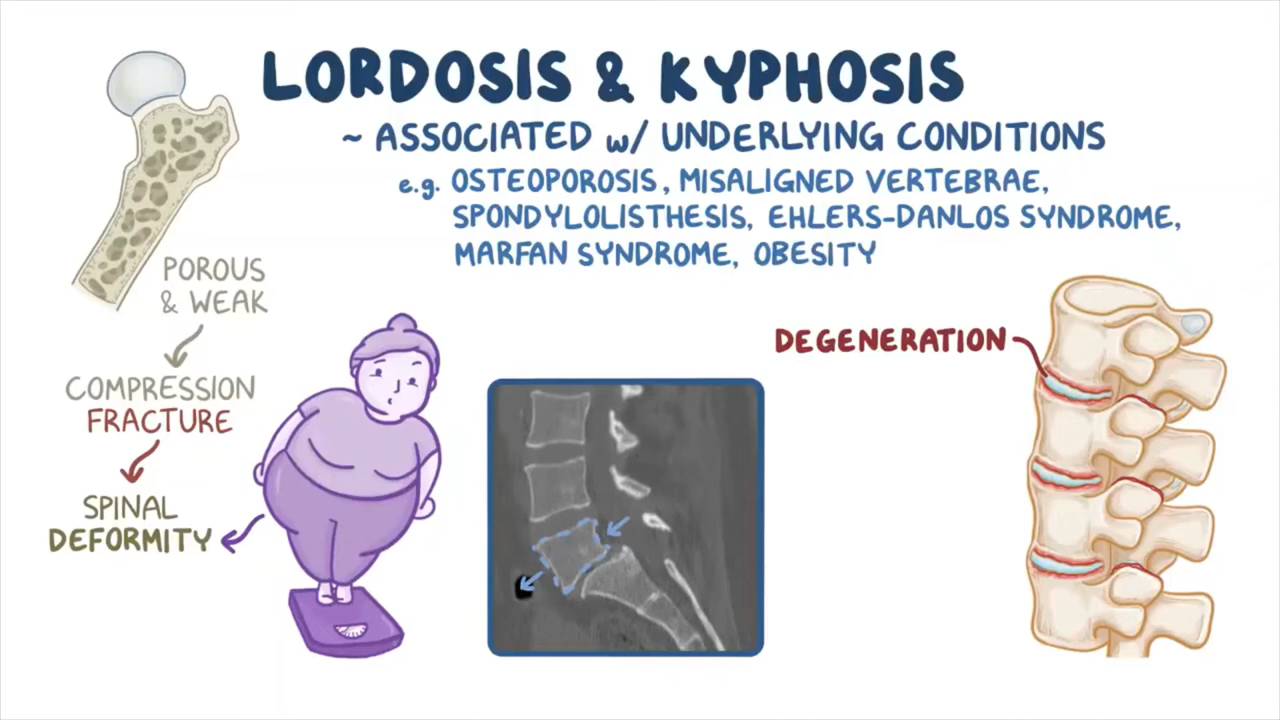 LORDOSIS & KYPHOSIS
~ ASSOCIATED w/ UNDERLYING CONDITIONS
e.g. OSTEOPOROSIS, MISALIGNED VERTEBRAE,
SPONDYLOLISTHESIS, EHLERS-DANLOS SYNDROME,
MARFAN SYNDROME, OBESITY
POROUS
& WEAK
COMPRESSION
FRACTURE
SPINAL
DEFORMITY
DEGENERATION